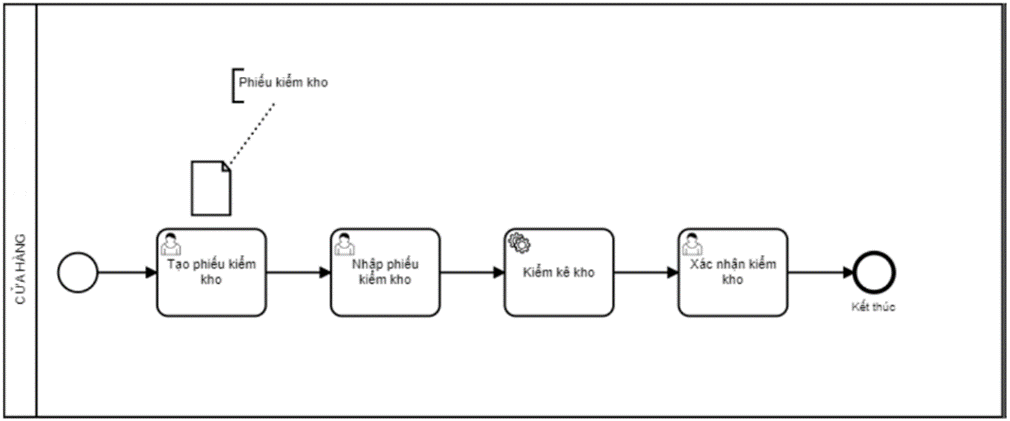 CỬA HÀNG
Phiếu kiểm kho
Tạo phiếu kiểm
kho
Nhập phiếu
kiểm kho
Kiểm kê kho
Xác nhận kiểm
kho
Kết thúc